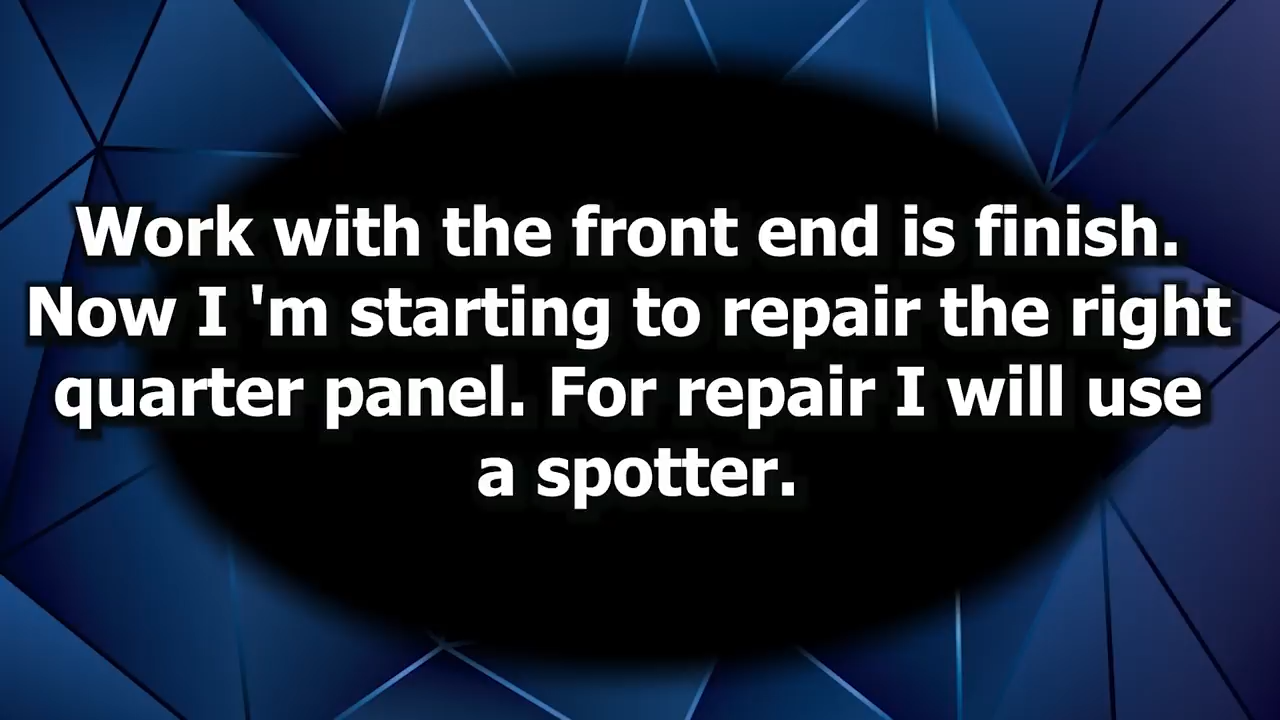 Work with the front end is finish.
Now I 'm starting to repair the right
quarter panel. For repair I will use
a spotter.